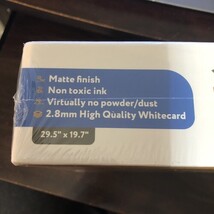 Matte finish
Non toxic ink
Virtually no powder/dust
2.8mm High Quality Whitecard
29.5" x 19.7"